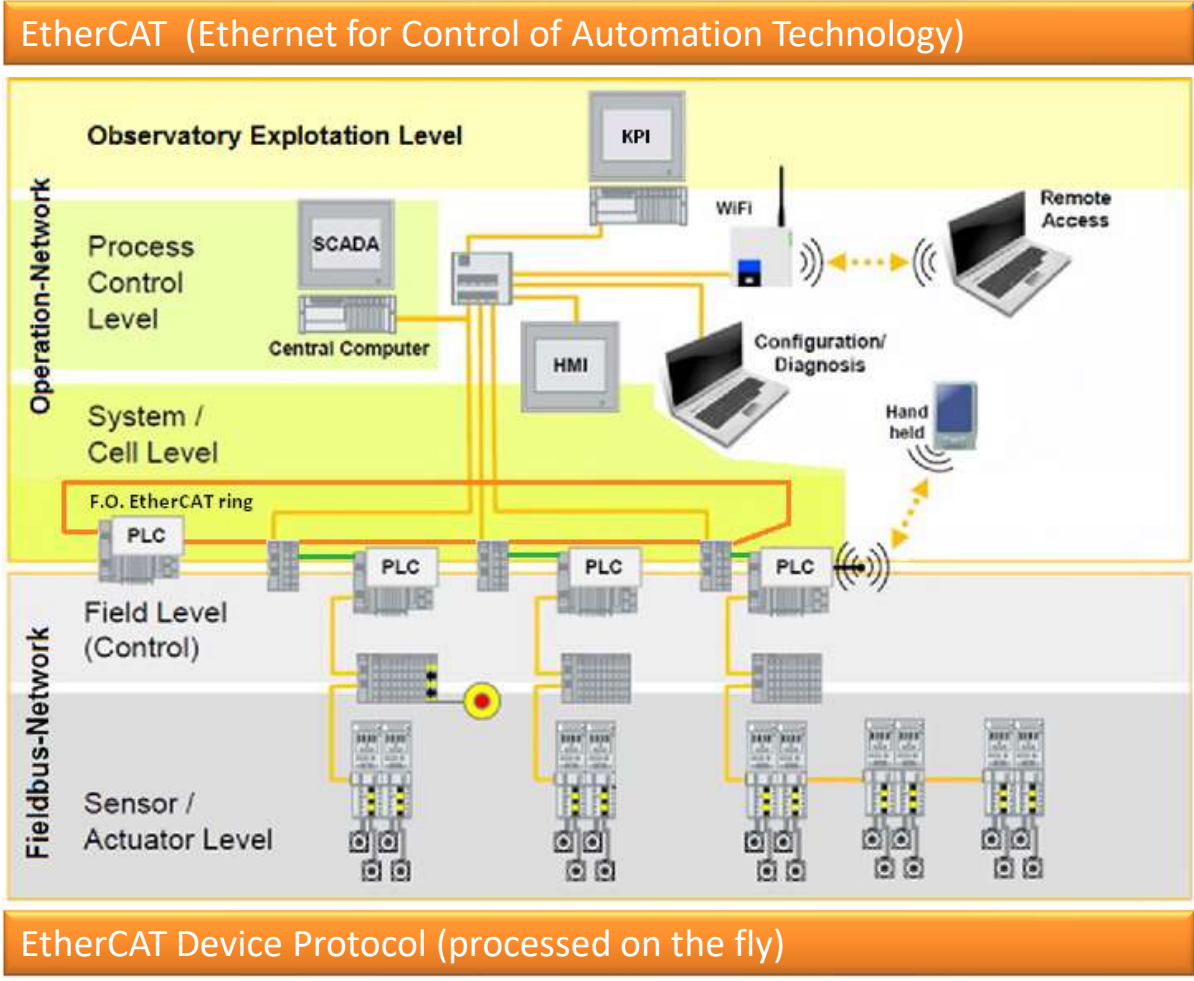 EtherCAT (Ethernet for Control of Automation Technology)
Observatory Explotation Level
KPI
Operation-Network
Process
Control
Level
SCADA
Central Computer
WiFi
Remote
Access
HMI
Configuration/
Diagnosis
System /
Cell Level
Hand
held
F.O. EtherCAT ring
PLC
PLC
PLC
PLC
Fieldbus-Network
Field Level
(Control)
Sensor /
Actuator Level
EtherCAT Device Protocol (processed on the fly)